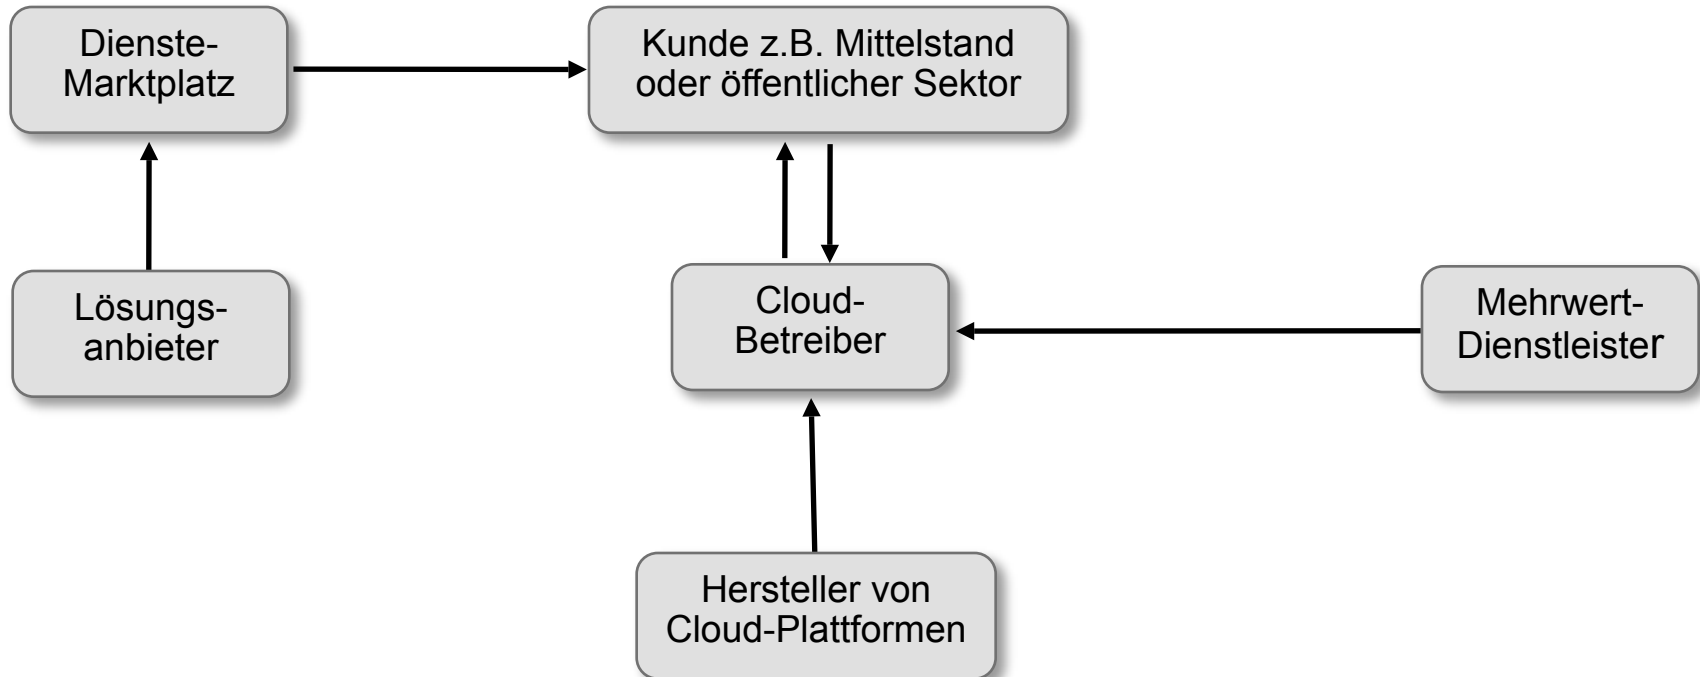 Dienste-
Marktplatz
Kunde z.B. Mittelstand
oder öffentlicher Sektor
Lösungs-
anbieter
Cloud-
Betreiber
Mehrwert-
Dienstleister
Hersteller von
Cloud-Plattformen